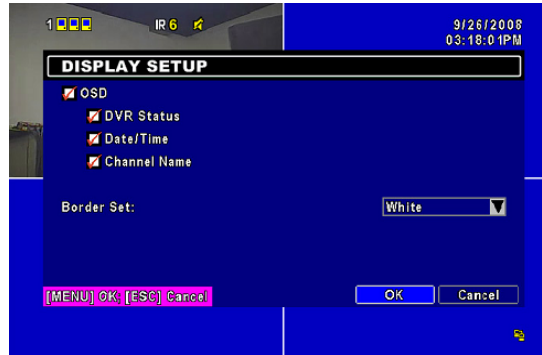 1 IR 6 9/26/2008
03:18:01PM
DISPLAY SETUP
OSD
DVR Status
Date/Time
Channel Name
Border Set: White
[MENU] OK; [ESC] Cancel OK Cancel